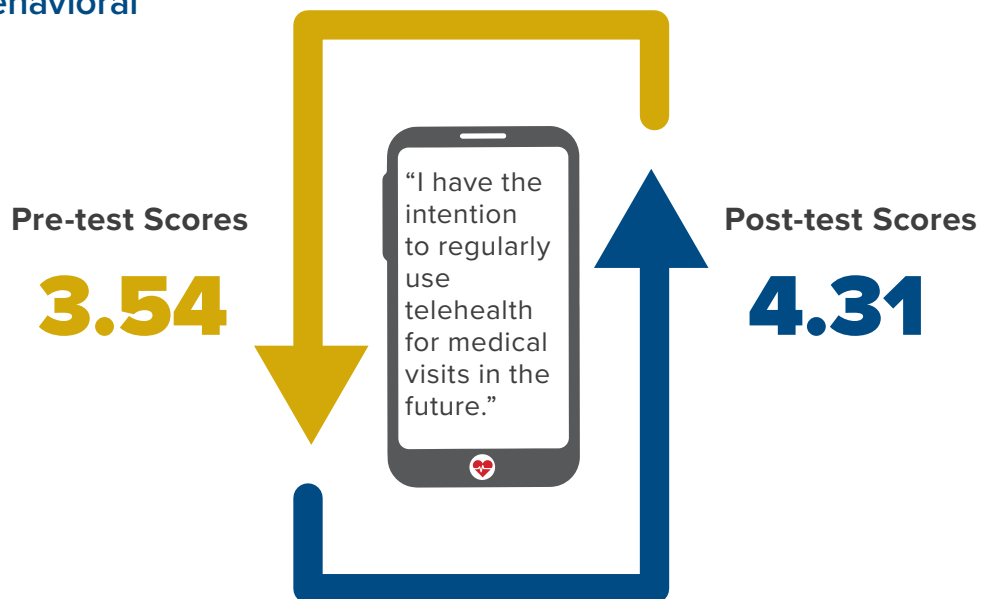 ehavioral
Pre-test Scores
3.54
“I have the
intention
to regularly
use
telehealth
for medical
visits in the
future.”
Post-test Scores
4.31